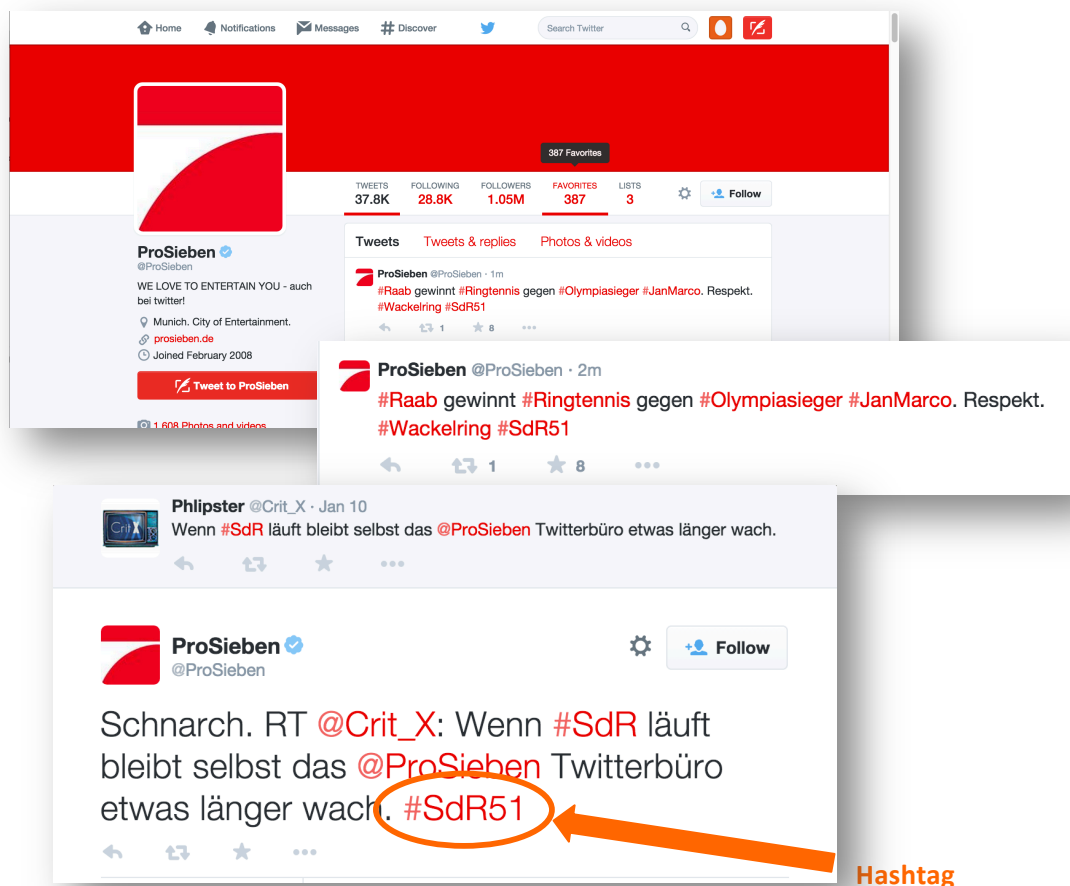 Home Notifications Messages # Discover Search Twitter
387 Favorites
TWEETS FOLLOWING FOLLOWERS FAVORITES LISTS
37.8K 28.8K 1.05M 387 3 Follow
Tweets Tweets & replies Photos & videos
ProSieben
@ProSieben
WE LOVE TO ENTERTAIN YOU - auch
bei twitter!
Munich. City of Entertainment.
prosieben.de
Joined February 2008
Tweet to ProSieben
1,608 Photos and videos
ProSieben @ProSieben · 1m
#Raab gewinnt #Ringtennis gegen #Olympiasieger #JanMarco. Respekt.
#Wackelring #SdR51
1 8
ProSieben @ProSieben · 2m
#Raab gewinnt #Ringtennis gegen #Olympiasieger #JanMarco. Respekt.
#Wackelring #SdR51
1 8
CritX
Phlipster @Crit_X · Jan 10
Wenn #SdR läuft bleibt selbst das @ProSieben Twitterbüro etwas länger wach.
ProSieben
@ProSieben
Follow
Schnarch. RT @Crit_X: Wenn #SdR läuft
bleibt selbst das @ProSieben Twitterbüro
etwas länger wach. #SdR51
Hashtag